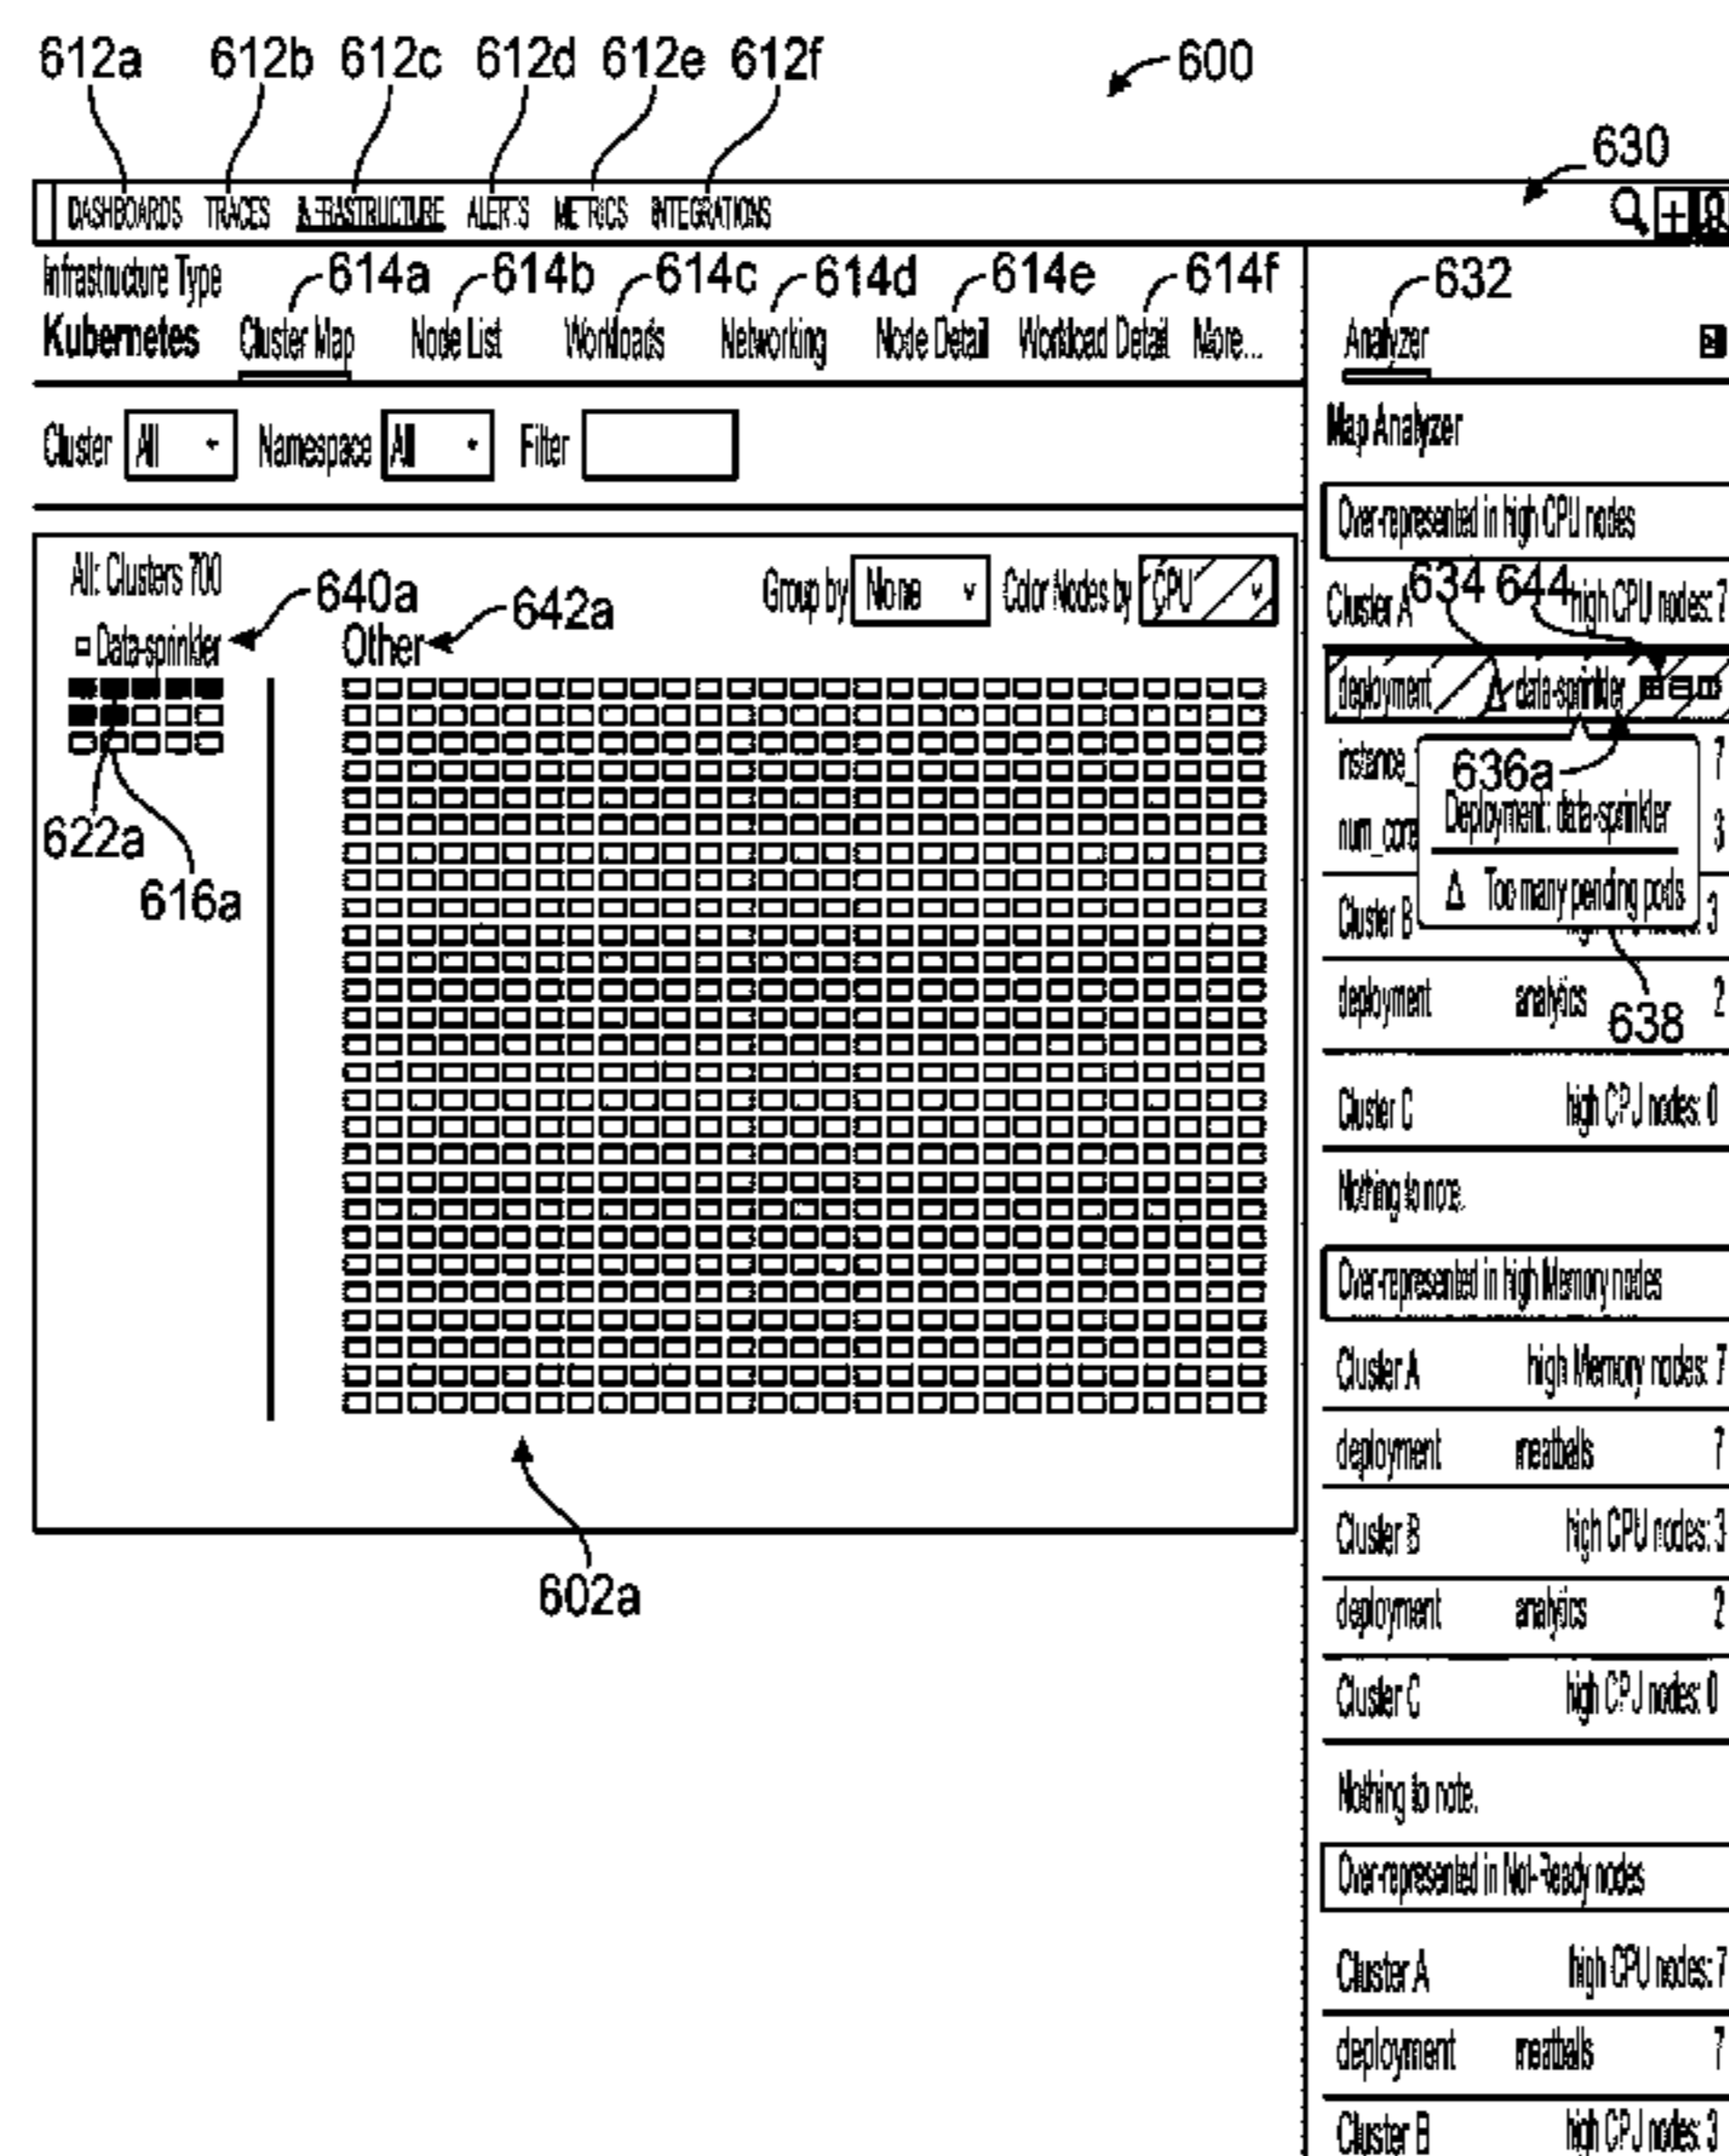 612a 612b 612c 612d 612e 612f
600
630
DASHBOARDS TRACES INFRASTRUCTURE ALERTS METRICS INTEGRATIONS
Infrastructure Type
614a 614b 614c 614d 614e 614f
632
Kubernetes Cluster Map Node List Workloads Networking Node Detail Workload Detail More...
Analyzer
Cluster All Namespace All Filter
Map Analyzer
Over-represented in high CPU nodes
All: Clusters 700
640a
642a
Group by None Color Nodes by CPU
Data-sprinkler
Other
622a
616a
602a
Cluster A 634 644 high CPU nodes: 7
deployment data-sprinkler
instance_ 636a 7
num_core Deployment: data-sprinkler 3
Too many pending pods
Cluster B 3
deployment analytics 2
638
Cluster C high CPU nodes: 0
Nothing to note.
Over-represented in high Memory nodes
Cluster A high Memory nodes: 7
deployment meatballs 7
Cluster B high CPU nodes: 3
deployment analytics 2
Cluster C high CPU nodes: 0
Nothing to note.
Over-represented in Not-Ready nodes
Cluster A high CPU nodes: 7
deployment meatballs 7
Cluster B high CPU nodes: 3